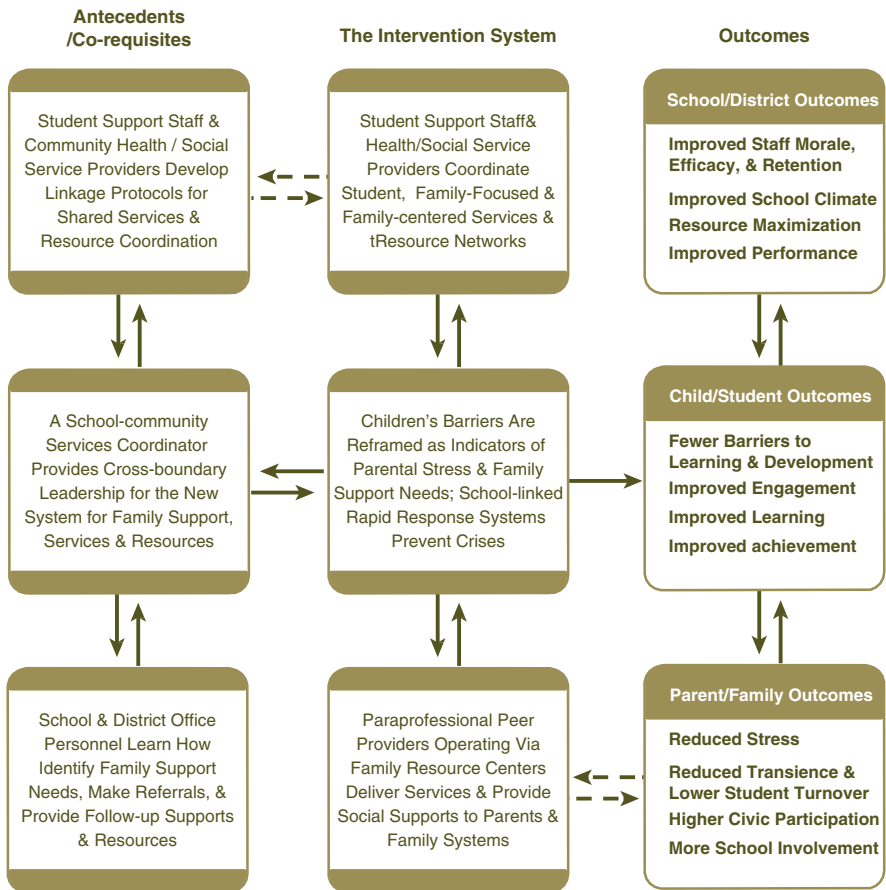 Antecedents
/Co-requisites
The Intervention System
Outcomes
Student Support Staff &
Community Health / Social
Service Providers Develop
Linkage Protocols for
Shared Services &
Resource Coordination
Student Support Staff&
Health/Social Service
Providers Coordinate
Student, Family-Focused &
Family-centered Services &
tResource Networks
School/District Outcomes
Improved Staff Morale,
Efficacy, & Retention
Improved School Climate
Resource Maximization
Improved Performance
A School-community
Services Coordinator
Provides Cross-boundary
Leadership for the New
System for Family Support,
Services & Resources
Children's Barriers Are
Reframed as Indicators of
Parental Stress & Family
Support Needs; School-linked
Rapid Response Systems
Prevent Crises
Child/Student Outcomes
Fewer Barriers to
Learning & Development
Improved Engagement
Improved Learning
Improved achievement
School & District Office
Personnel Learn How
Identify Family Support
Needs, Make Referrals, &
Provide Follow-up Supports
& Resources
Paraprofessional Peer
Providers Operating Via
Family Resource Centers
Deliver Services & Provide
Social Supports to Parents &
Family Systems
Parent/Family Outcomes
Reduced Stress
Reduced Transience &
Lower Student Turnover
Higher Civic Participation
More School Involvement